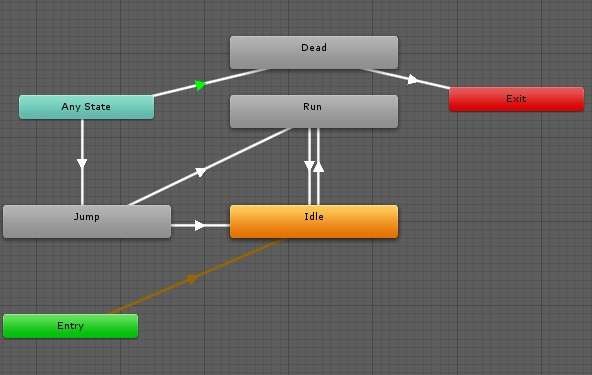 Dead
Any State
Run
Exit
Jump
Idle
Entry